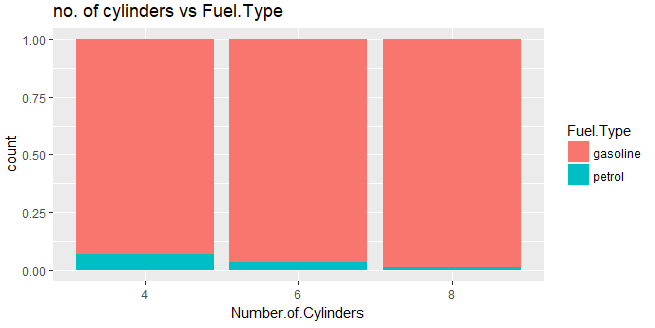 no. of cylinders vs Fuel.Type
1.00
0.75
0.50
0.25
0.00
count
4 6 8
Number.of.Cylinders
Fuel.Type
gasoline
petrol